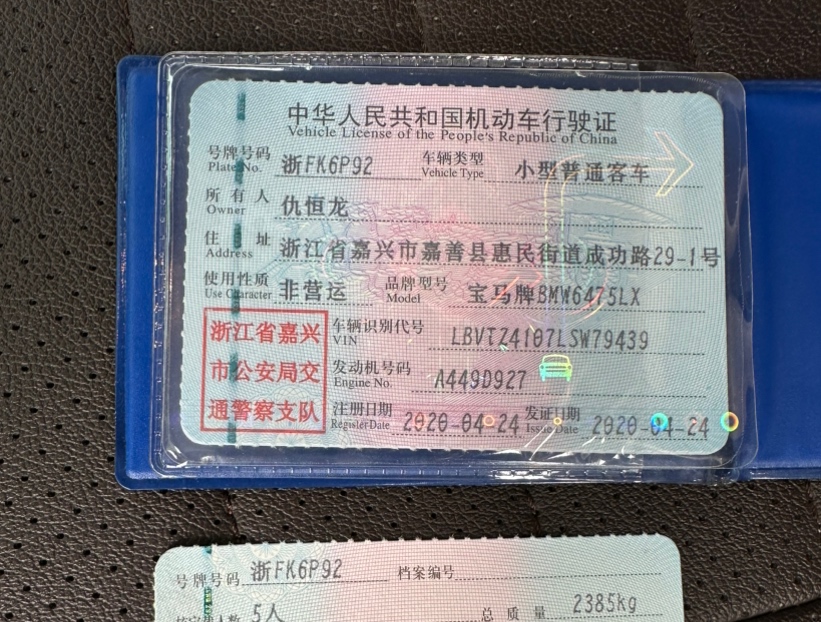 中华人民共和国机动车行驶证
Vehicle License of the People's Republic of China
号牌号码 浙FK6P92 车辆类型 小型普通客车
Plate No. Vehicle Type
所有人 仇恒龙
Owner
住址 浙江省嘉兴市嘉善县惠民街道成功路29-1号
Address
使用性质 非营运 品牌型号 宝马牌BMW6475LX
Use Character Model
浙江省嘉兴 车辆识别代号 LBVTZ4107LSW79439
VIN
市公安局交 发动机号码 A449D927
Engine No.
通警察支队 注册日期 2020-04-24 发证日期 2020-04-24
Register Date Issue Date
号牌号码 浙FK6P92 档案编号
5人 总质量 2385kg